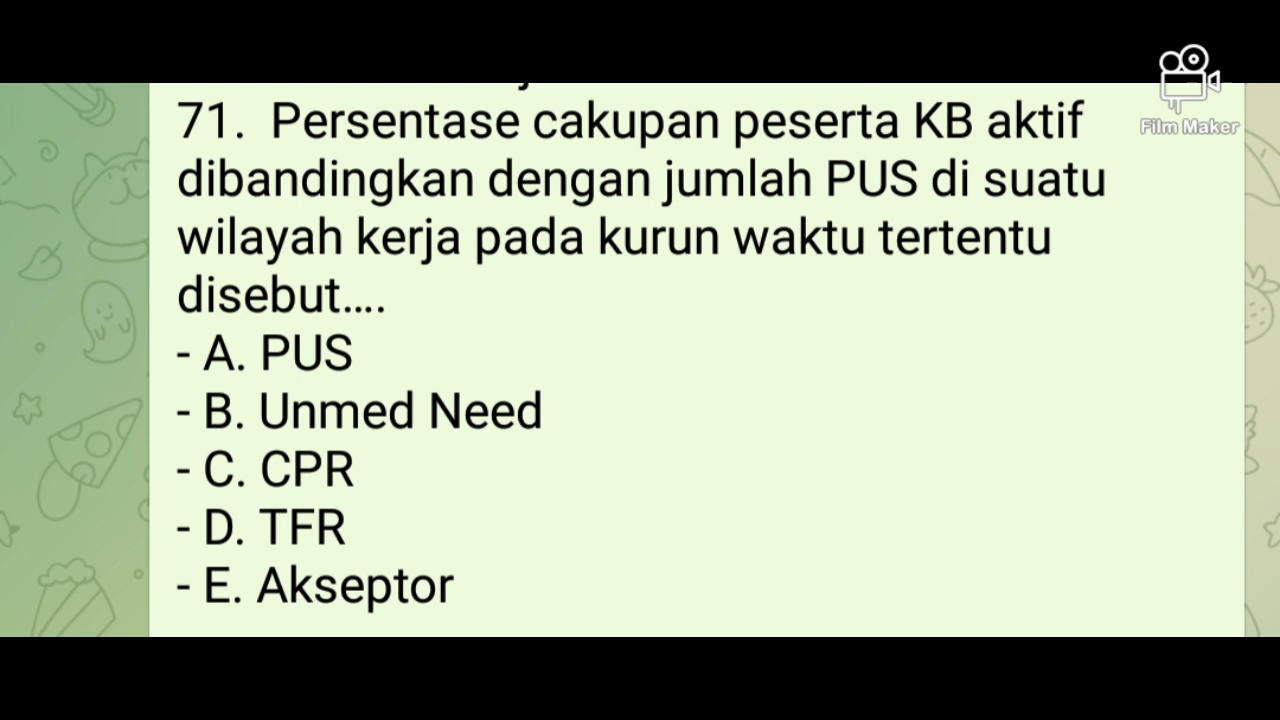 Film Maker
71. Persentase cakupan peserta KB aktif
dibandingkan dengan jumlah PUS di suatu
wilayah kerja pada kurun waktu tertentu
disebut....
- A. PUS
- B. Unmed Need
- C. CPR
- D. TFR
- E. Akseptor